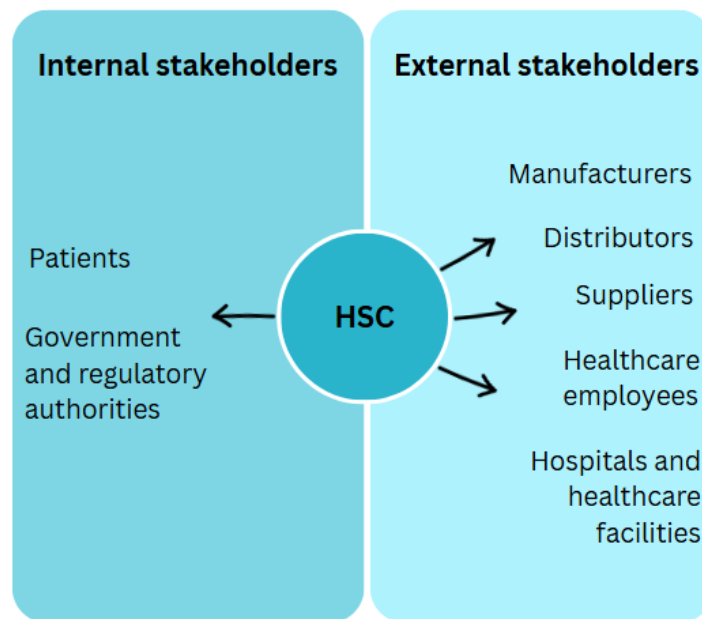 Internal stakeholders
Patients
Government
and regulatory
authorities
HSC
External stakeholders
Manufacturers
Distributors
Suppliers
Healthcare
employees
Hospitals and
healthcare
facilities